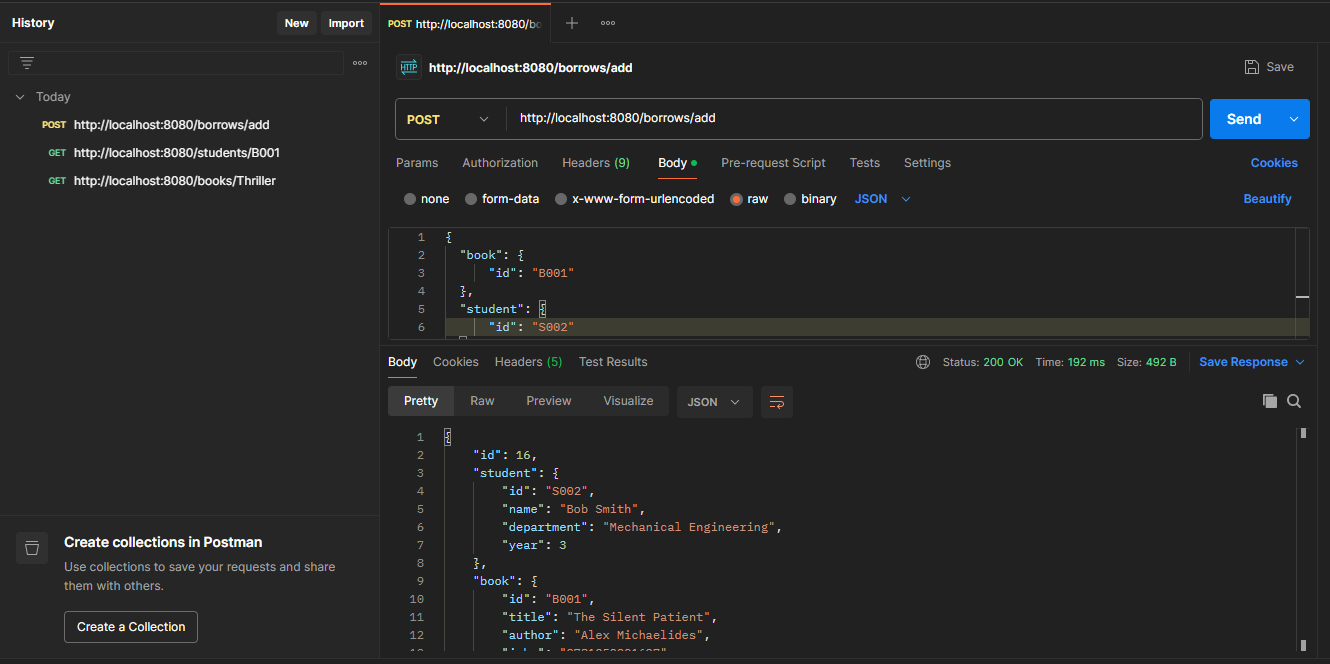 History
New
Import
Today
POST http://localhost:8080/borrows/add
GET http://localhost:8080/students/B001
GET http://localhost:8080/books/Thriller
Create collections in Postman
Use collections to save your requests and share
them with others.
Create a Collection
POST http://localhost:8080/bo
HTTP http://localhost:8080/borrows/add
Save
POST http://localhost:8080/borrows/add
Send
Params Authorization Headers (9) Body Pre-request Script Tests Settings Cookies
none form-data x-www-form-urlencoded raw binary JSON Beautify
1 {
2 "book": {
3 "id": "B001"
4 },
5 "student": {
6 "id": "S002"
Body Cookies Headers (5) Test Results Status: 200 OK Time: 192 ms Size: 492 B Save Response
Pretty Raw Preview Visualize JSON
1 {
2 "id": 16,
3 "student": {
4 "id": "S002",
5 "name": "Bob Smith",
6 "department": "Mechanical Engineering",
7 "year": 3
8 },
9 "book": {
10 "id": "B001",
11 "title": "The Silent Patient",
12 "author": "Alex Michaelides",